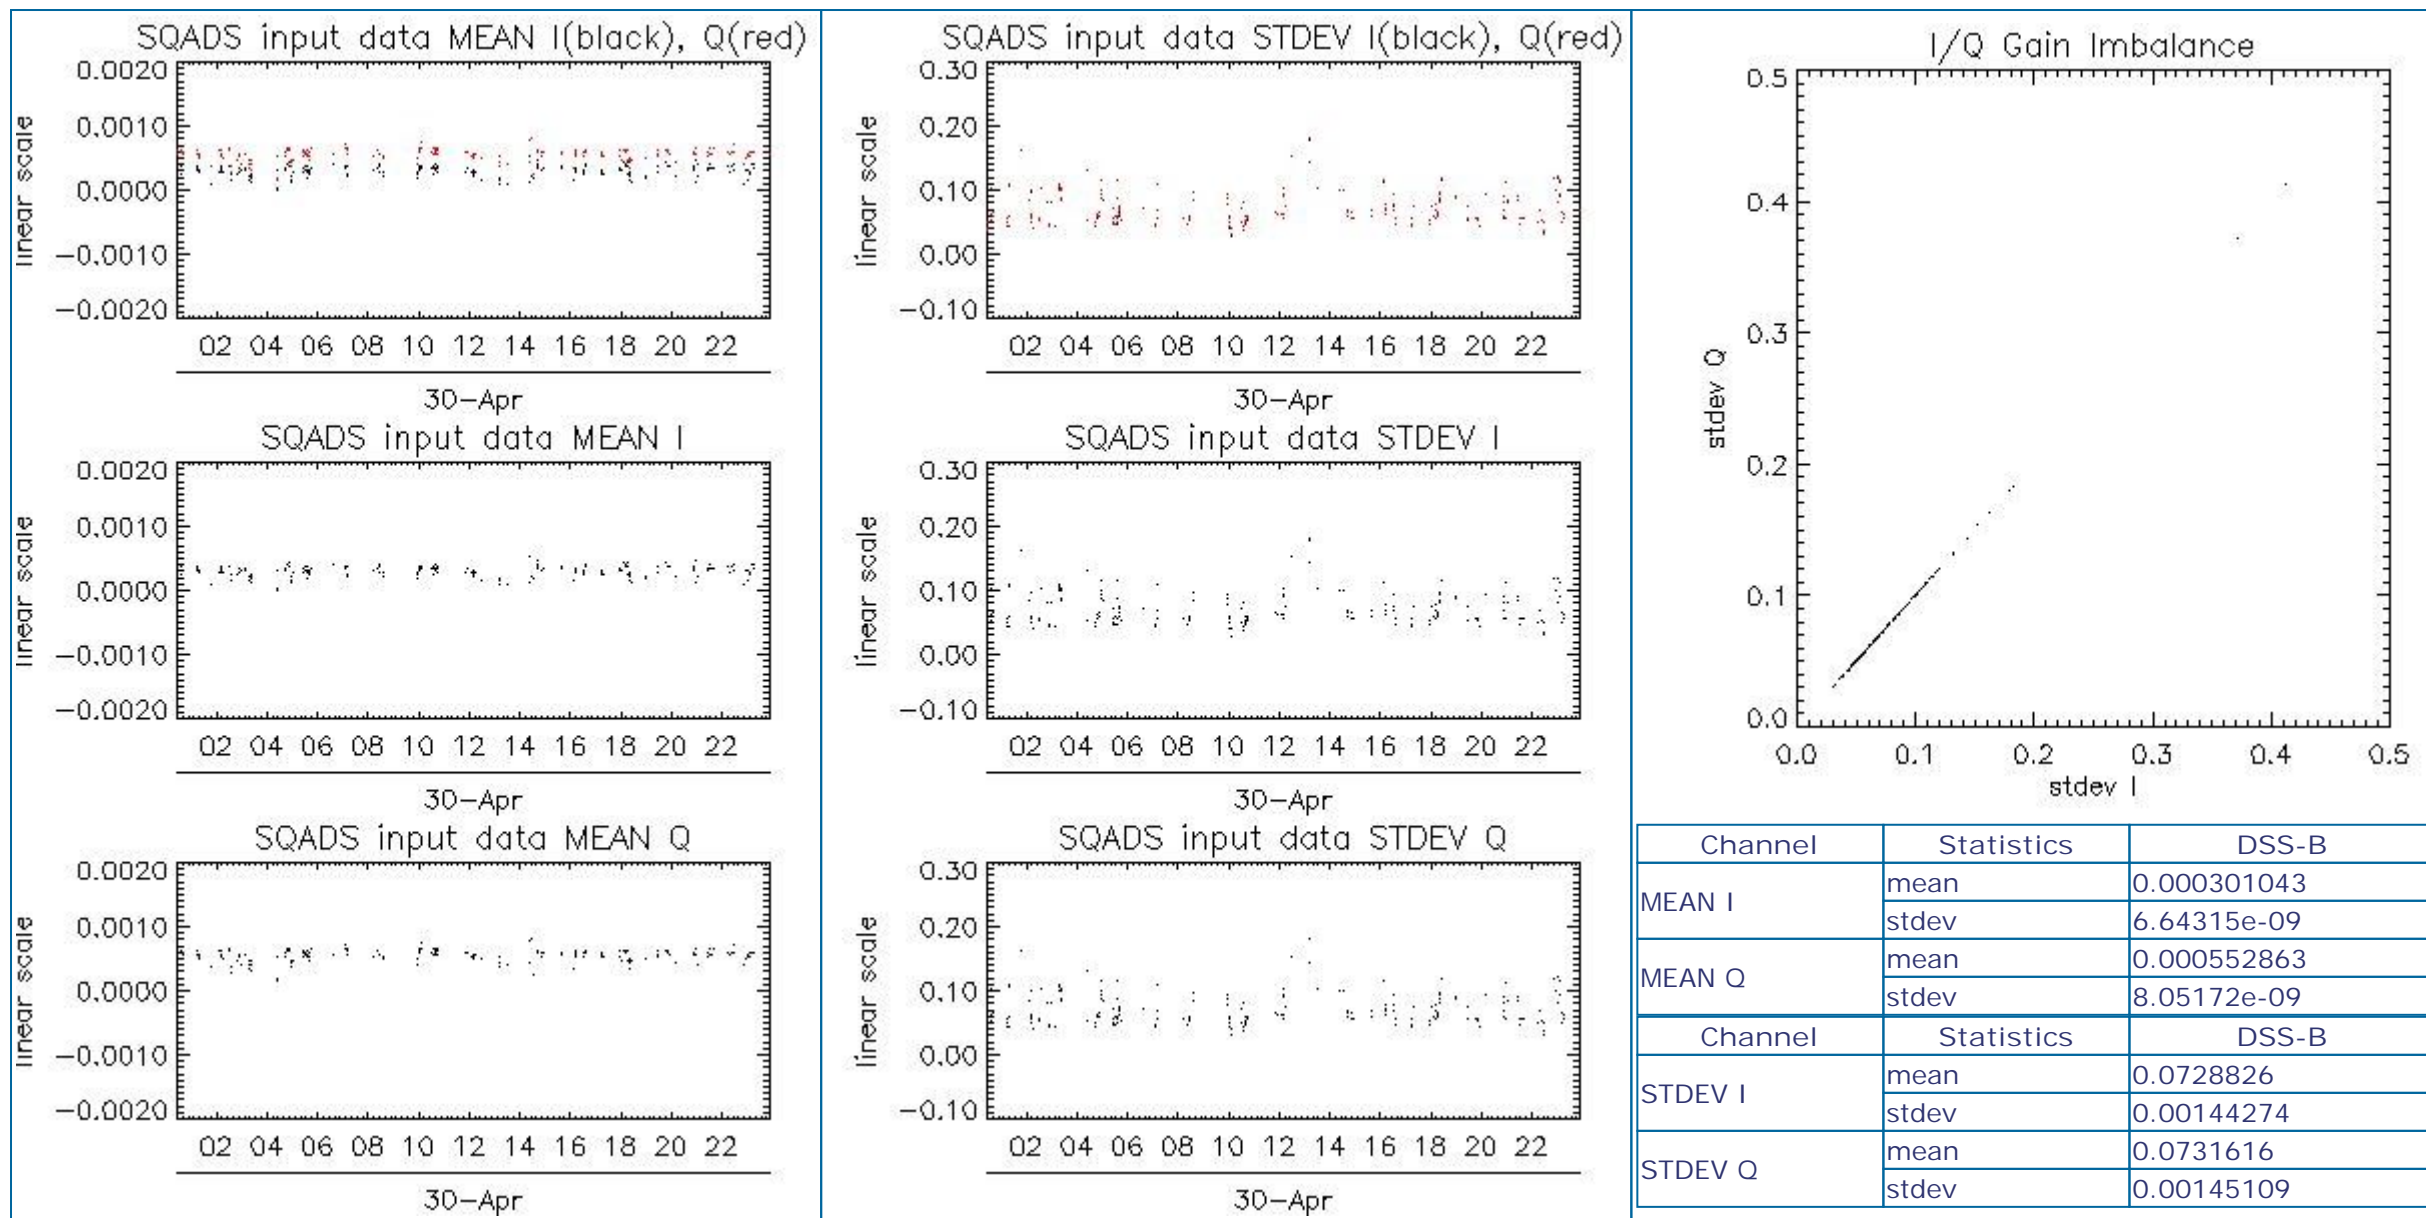 SQADS input data MEAN I(black), Q(red)
linear scale
0.0020
0.0010
0.0000
−0.0010
−0.0020
02 04 06 08 10 12 14 16 18 20 22
30−Apr
SQADS input data MEAN I
linear scale
0.0020
0.0010
0.0000
−0.0010
−0.0020
02 04 06 08 10 12 14 16 18 20 22
30−Apr
SQADS input data MEAN Q
linear scale
0.0020
0.0010
0.0000
−0.0010
−0.0020
02 04 06 08 10 12 14 16 18 20 22
30−Apr
SQADS input data STDEV I(black), Q(red)
linear scale
0.30
0.20
0.10
0.00
−0.10
02 04 06 08 10 12 14 16 18 20 22
30−Apr
SQADS input data STDEV I
linear scale
0.30
0.20
0.10
0.00
−0.10
02 04 06 08 10 12 14 16 18 20 22
30−Apr
SQADS input data STDEV Q
linear scale
0.30
0.20
0.10
0.00
−0.10
02 04 06 08 10 12 14 16 18 20 22
30−Apr
I/Q Gain Imbalance
stdev Q
0.5
0.4
0.3
0.2
0.1
0.0
0.0 0.1 0.2 0.3 0.4 0.5
stdev I
Channel Statistics DSS-B
MEAN I mean 0.000301043
stdev 6.64315e-09
MEAN Q mean 0.000552863
stdev 8.05172e-09
Channel Statistics DSS-B
STDEV I mean 0.0728826
stdev 0.00144274
STDEV Q mean 0.0731616
stdev 0.00145109